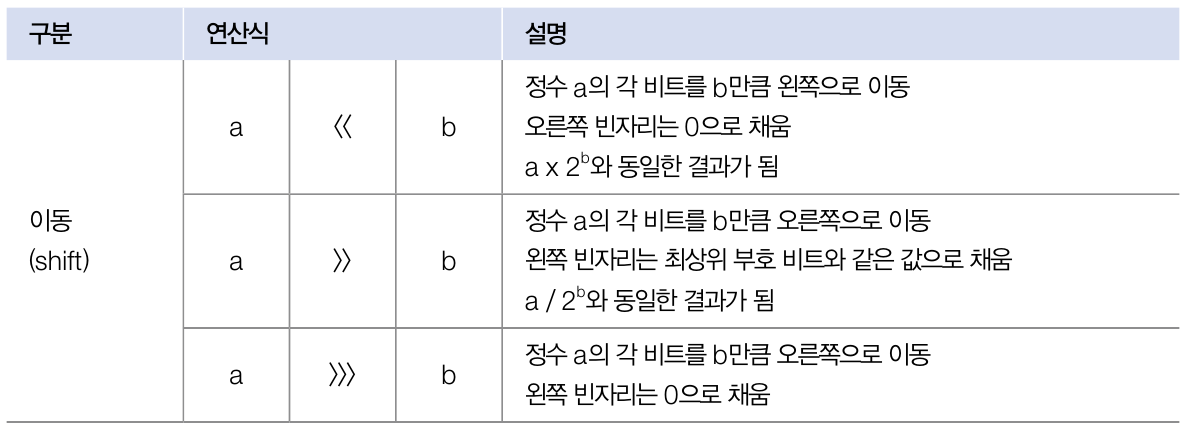 구분 연산식 설명
이동
(shift)
a 〈〈 b
정수 a의 각 비트를 b만큼 왼쪽으로 이동
오른쪽 빈자리는 0으로 채움
a x 2ᵇ와 동일한 결과가 됨
a 〉〉 b
정수 a의 각 비트를 b만큼 오른쪽으로 이동
왼쪽 빈자리는 최상위 부호 비트와 같은 값으로 채움
a / 2ᵇ와 동일한 결과가 됨
a 〉〉〉 b
정수 a의 각 비트를 b만큼 오른쪽으로 이동
왼쪽 빈자리는 0으로 채움